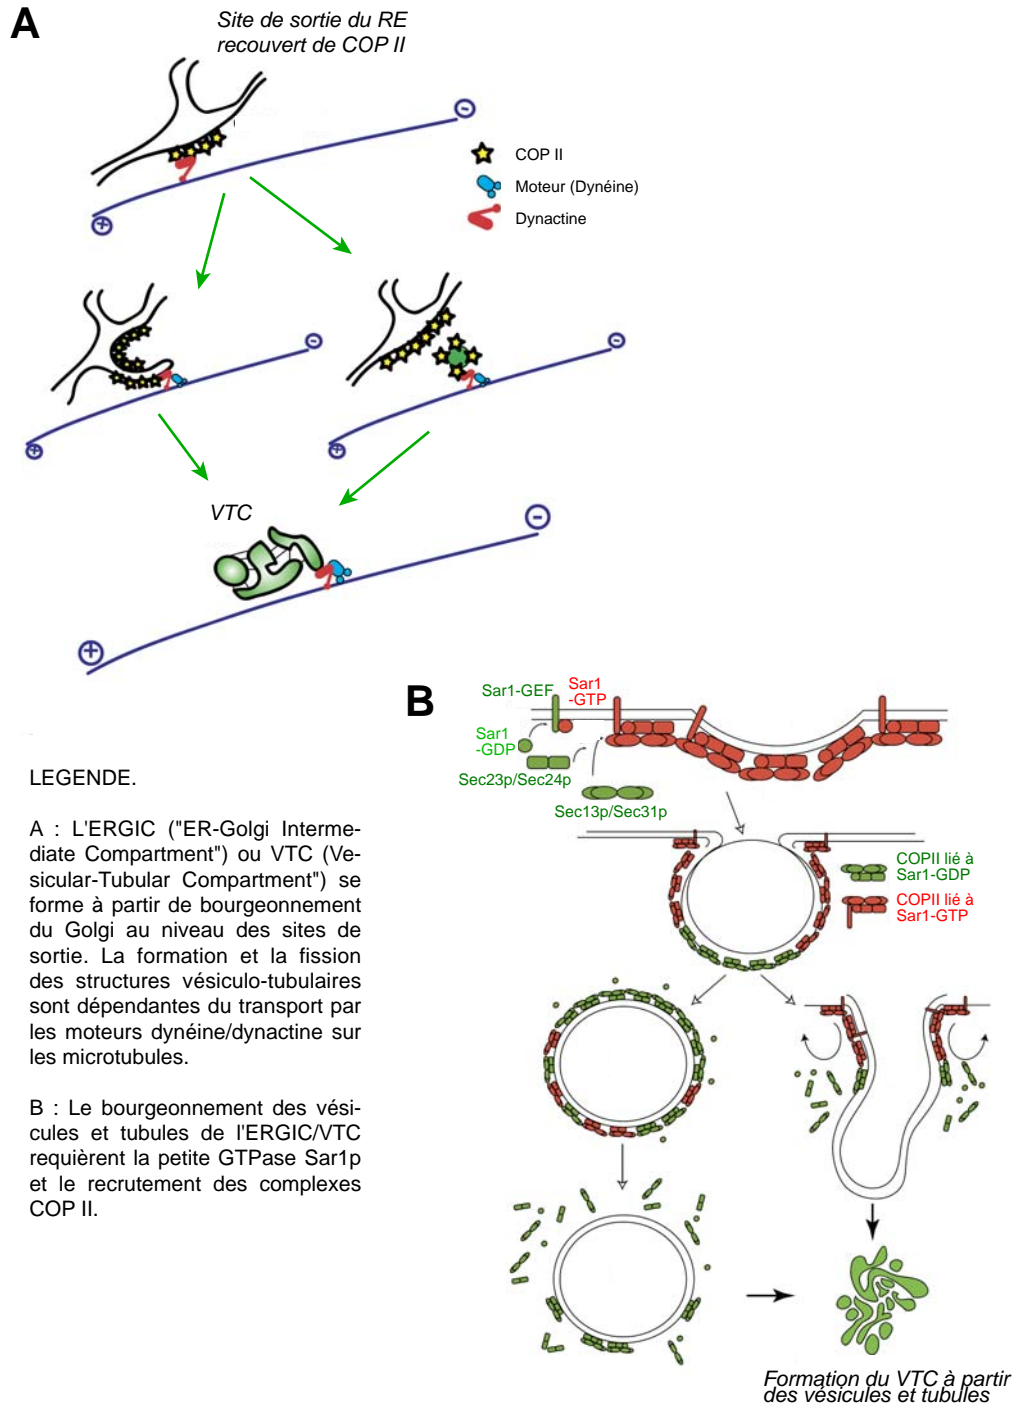 A
Site de sortie du RE
recouvert de COP II
-
COP II
Moteur (Dynéine)
Dynactine
+
-
-
+
+
VTC
-
+
B
Sar1-GEF
Sar1
-GTP
Sar1
-GDP
Sec23p/Sec24p
Sec13p/Sec31p
COPII lié à
Sar1-GDP
COPII lié à
Sar1-GTP
LEGENDE.
A : L'ERGIC ("ER-Golgi Interme-
diate Compartment") ou VTC (Ve-
sicular-Tubular Compartment") se
forme à partir de bourgeonnement
du Golgi au niveau des sites de
sortie. La formation et la fission
des structures vésiculo-tubulaires
sont dépendantes du transport par
les moteurs dynéine/dynactine sur
les microtubules.
B : Le bourgeonnement des vési-
cules et tubules de l'ERGIC/VTC
requièrent la petite GTPase Sar1p
et le recrutement des complexes
COP II.
Formation du VTC à partir
des vésicules et tubules